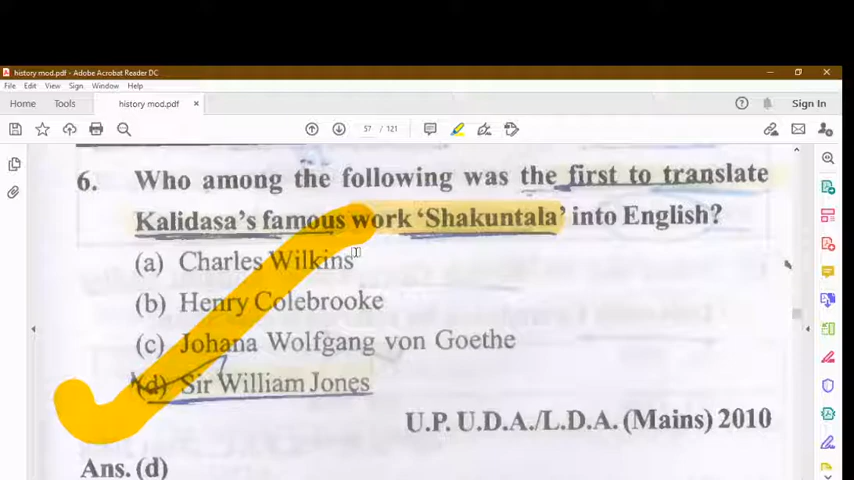 history mod.pdf - Adobe Acrobat Reader DC
File Edit View Sign Window Help
Home Tools history mod.pdf × Sign In
57 / 121
6. Who among the following was the first to translate
Kalidasa's famous work 'Shakuntala' into English?
(a) Charles Wilkins
(b) Henry Colebrooke
(c) Johana Wolfgang von Goethe
(d) Sir William Jones
U.P. U.D.A./L.D.A. (Mains) 2010
Ans. (d)